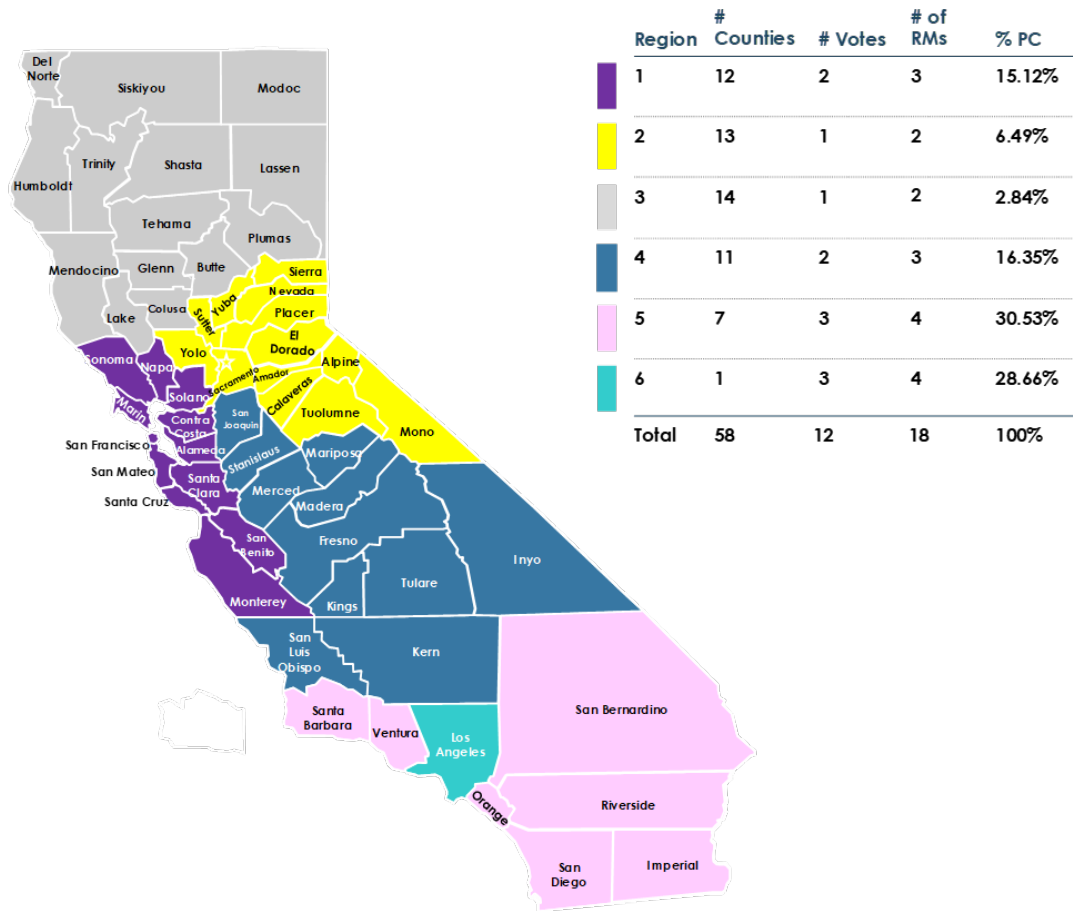 Region # Counties # Votes # of RMs % PC
1 12 2 3 15.12%
2 13 1 2 6.49%
3 14 1 2 2.84%
4 11 2 3 16.35%
5 7 3 4 30.53%
6 1 3 4 28.66%
Total 58 12 18 100%
Del
Norte
Siskiyou
Modoc
Humboldt
Trinity
Shasta
Lassen
Tehama
Plumas
Mendocino
Glenn
Butte
Lake
Colusa
Sierra
Nevada
Yuba
Sutter
Placer
Yolo
El
Dorado
Sacramento
Amador
Alpine
Calaveras
Tuolumne
Mono
Sonoma
Napa
Solano
Marin
Contra
Costa
San Francisco
Alameda
San Mateo
Santa
Clara
Santa Cruz
San
Benito
Monterey
San
Joaquin
Stanislaus
Mariposa
Merced
Madera
Fresno
Inyo
Tulare
Kings
San
Luis
Obispo
Kern
Santa
Barbara
Ventura
Los
Angeles
San Bernardino
Orange
Riverside
San
Diego
Imperial